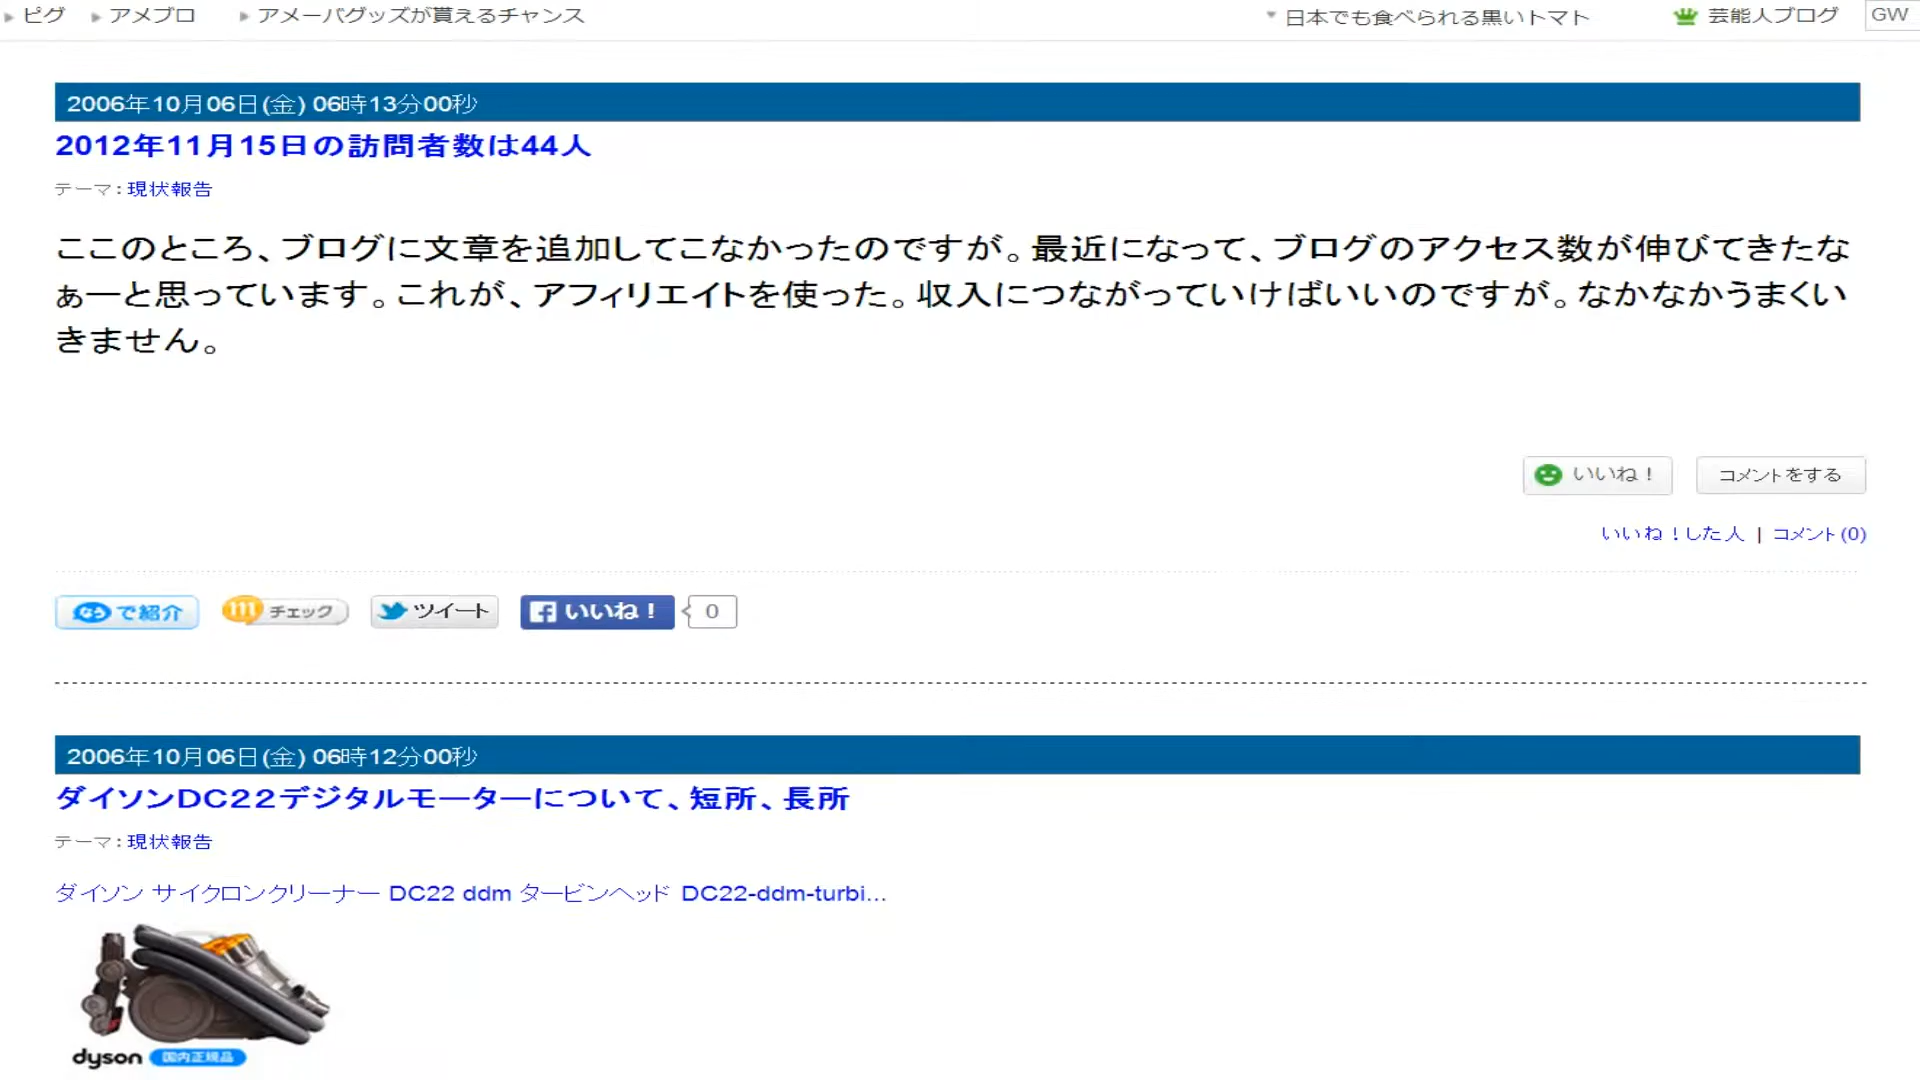 ピグ アメブロ アメーバグッズが貰えるチャンス 日本でも食べられる黒いトマト 芸能人ブログ GW
2006年10月06日(金) 06時13分00秒
2012年11月15日の訪問者数は44人
テーマ：現状報告
ここのところ、ブログに文章を追加してこなかったのですが。最近になって、ブログのアクセス数が伸びてきたな
ぁーと思っています。これが、アフィリエイトを使った。収入につながっていけばいいのですが。なかなかうまくい
きません。
いいね！ コメントをする
いいね！した人 | コメント(0)
なうで紹介 m チェック ツイート いいね！ 0
2006年10月06日(金) 06時12分00秒
ダイソンDC22デジタルモーターについて、短所、長所
テーマ：現状報告
ダイソン サイクロンクリーナー DC22 ddm タービンヘッド DC22-ddm-turbi...
dyson 国内正規品